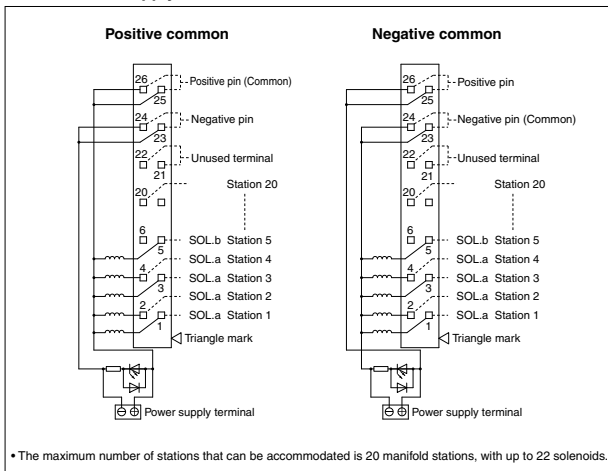 Positive common
26
Positive pin (Common)
25
24
Negative pin
23
22
Unused terminal
21
20
Station 20
6
SOL.b Station 5
5
SOL.a Station 4
4
SOL.a Station 3
3
SOL.a Station 2
2
SOL.a Station 1
1
Triangle mark
⊖ ⊕ Power supply terminal
Negative common
26
Positive pin
25
24
Negative pin (Common)
23
22
Unused terminal
21
20
Station 20
6
SOL.b Station 5
5
SOL.a Station 4
4
SOL.a Station 3
3
SOL.a Station 2
2
SOL.a Station 1
1
Triangle mark
⊖ ⊕ Power supply terminal
• The maximum number of stations that can be accommodated is 20 manifold stations, with up to 22 solenoids.